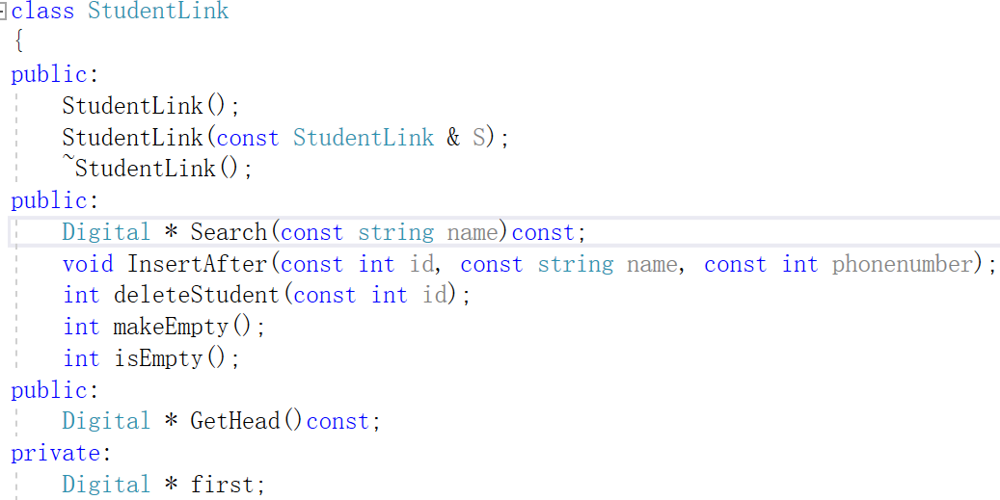 class StudentLink
{
public:
    StudentLink();
    StudentLink(const StudentLink & S);
    ~StudentLink();
public:
    Digital * Search(const string name)const;
    void InsertAfter(const int id, const string name, const int phonenumber);
    int deleteStudent(const int id);
    int makeEmpty();
    int isEmpty();
public:
    Digital * GetHead()const;
private:
    Digital * first;